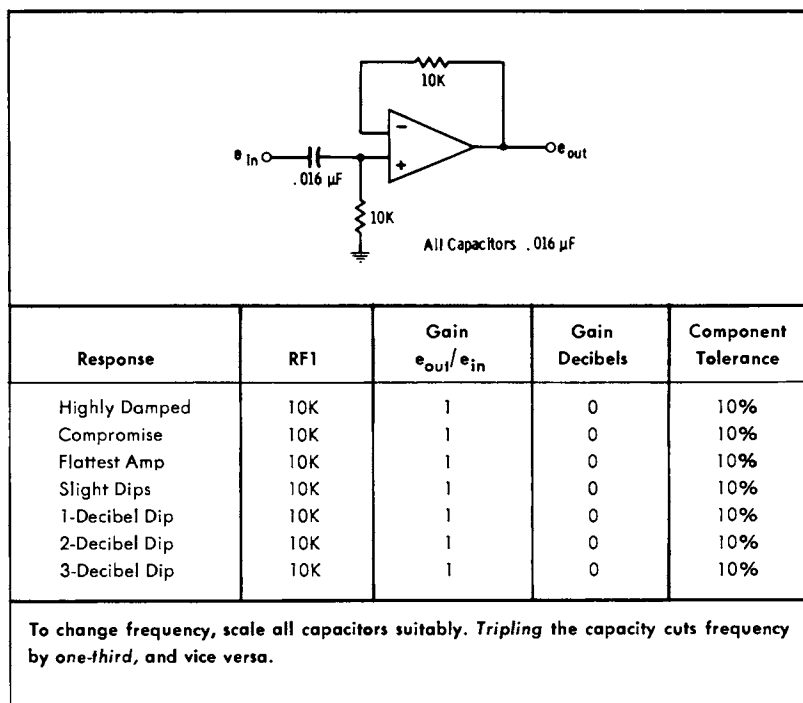 10K
−
+
e in
e out
.016 µF
10K
All Capacitors .016 µF
Response RF1 Gain e out/e in Gain Decibels Component Tolerance
Highly Damped 10K 1 0 10%
Compromise 10K 1 0 10%
Flattest Amp 10K 1 0 10%
Slight Dips 10K 1 0 10%
1-Decibel Dip 10K 1 0 10%
2-Decibel Dip 10K 1 0 10%
3-Decibel Dip 10K 1 0 10%
To change frequency, scale all capacitors suitably. Tripling the capacity cuts frequency
by one-third, and vice versa.